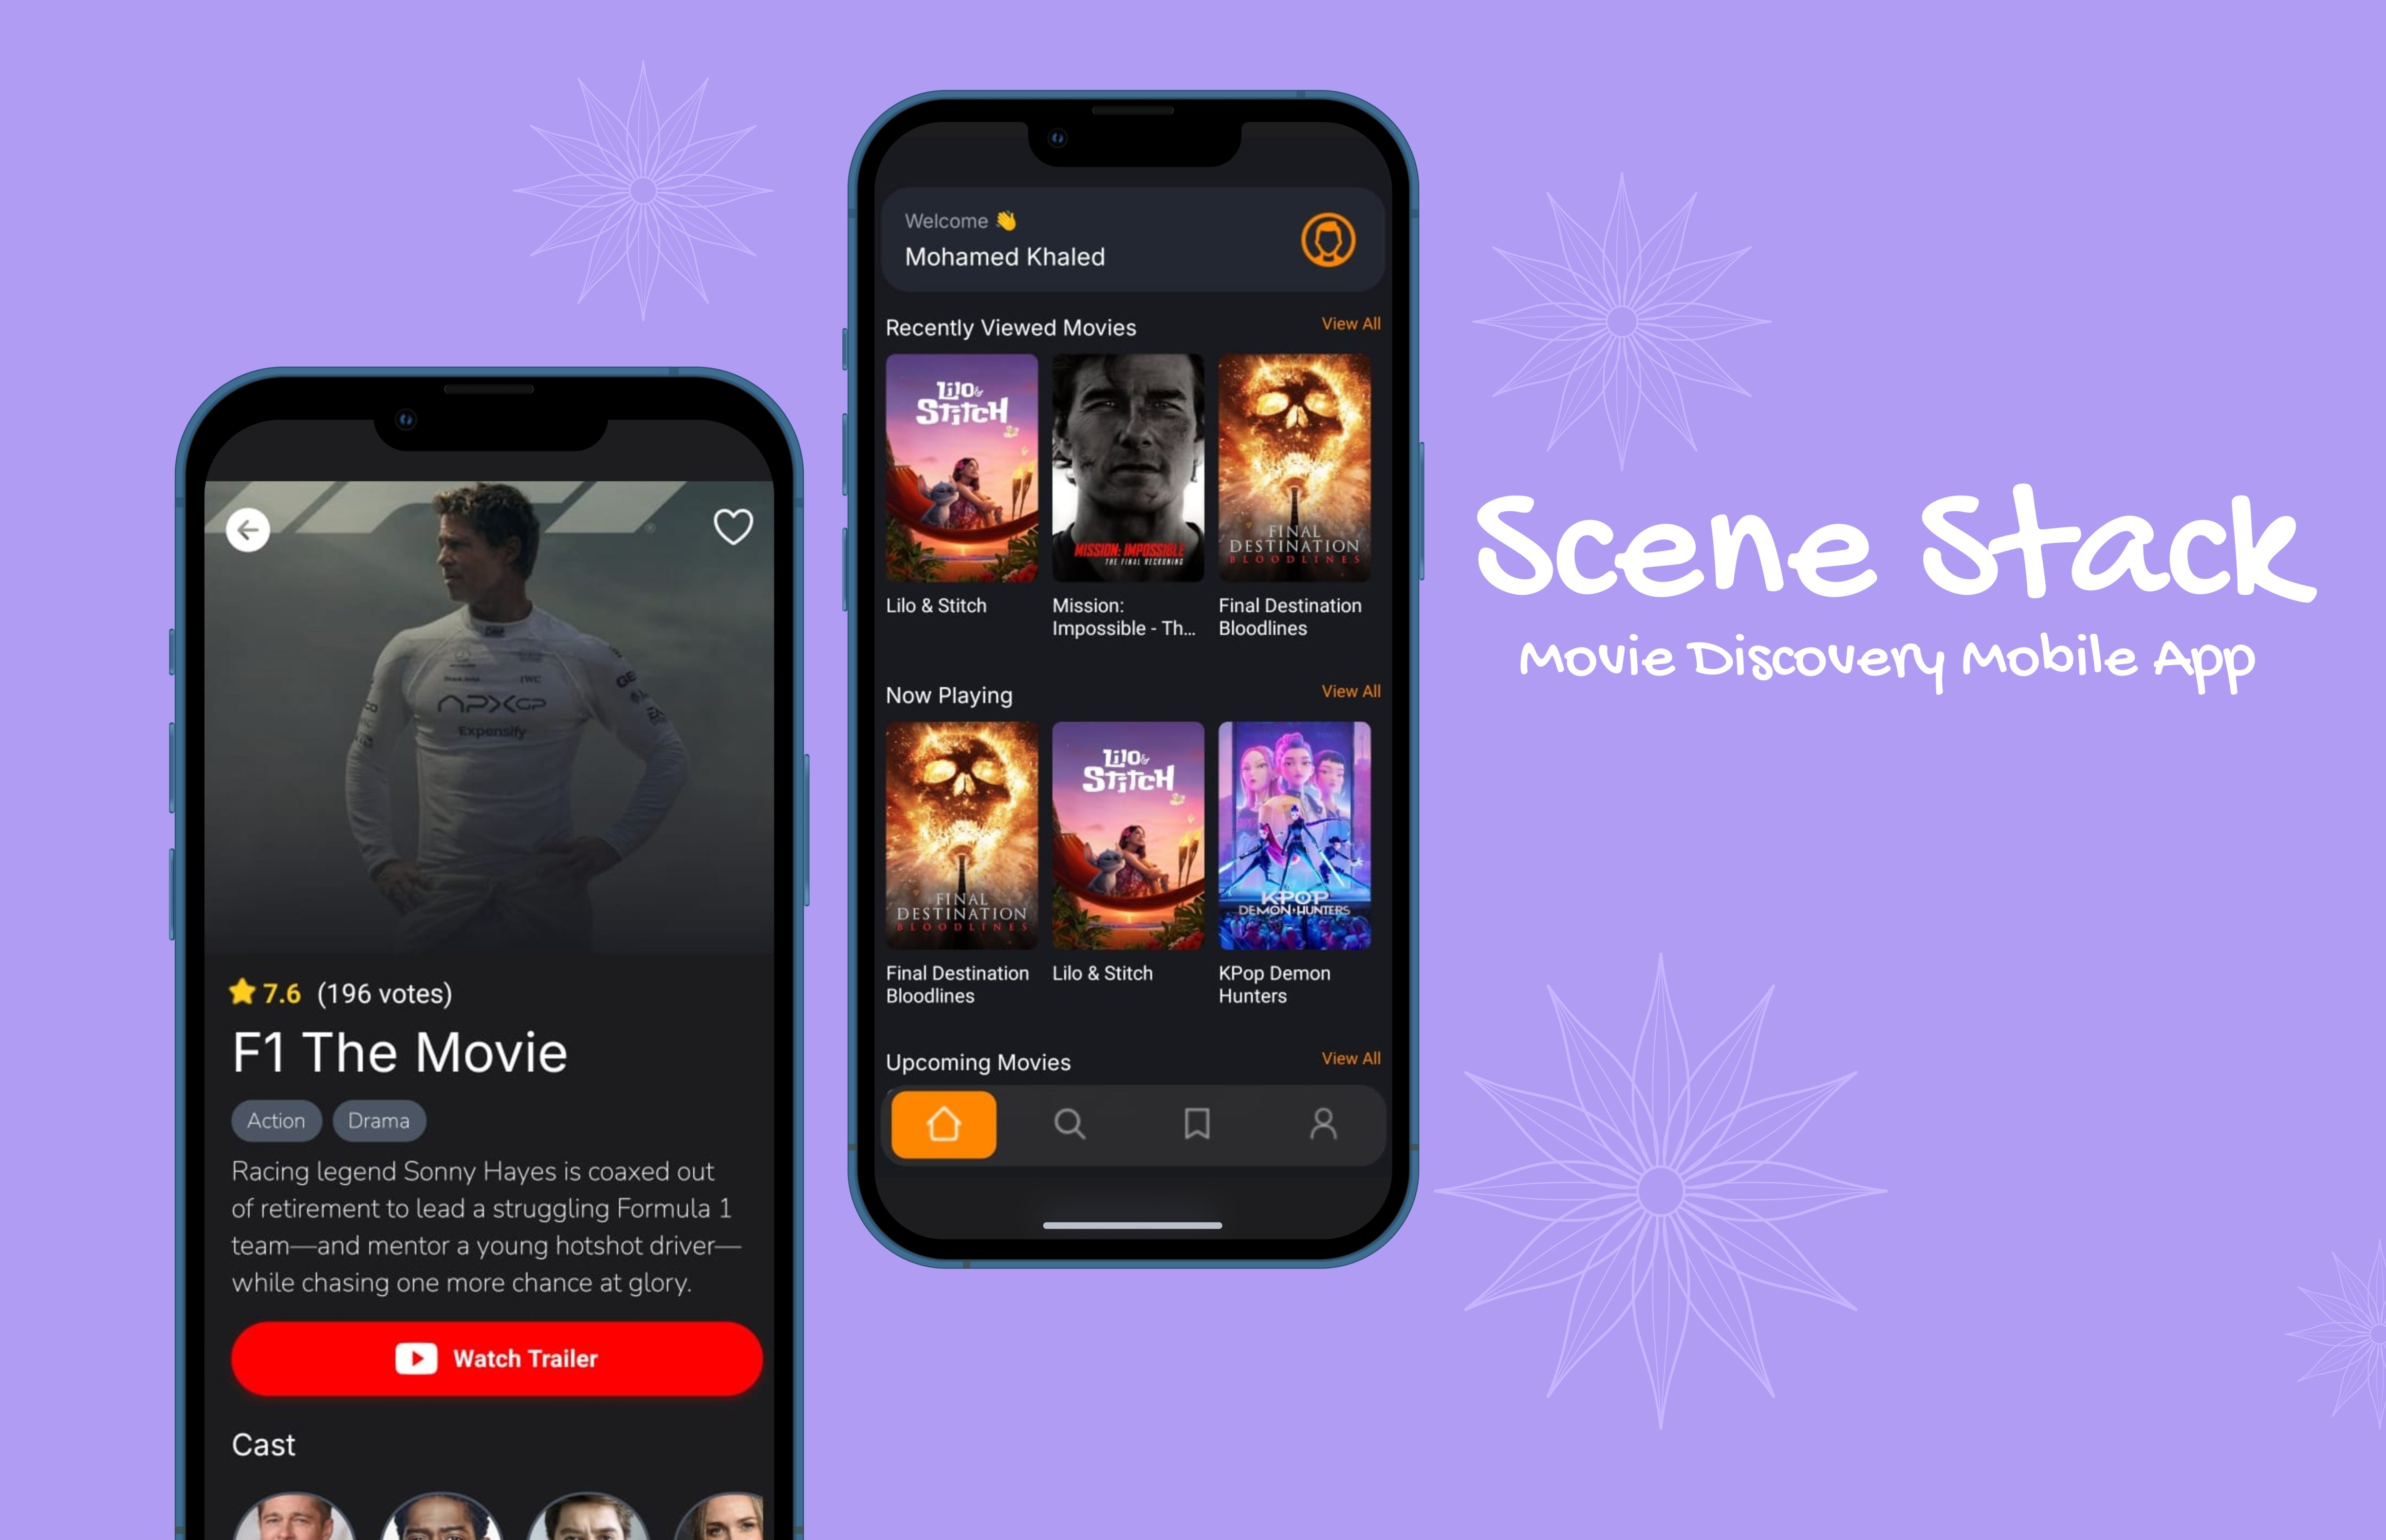 Welcome 👋
Mohamed Khaled
Recently Viewed Movies
View All
Lilo &
Stitch
MISSION: IMPOSSIBLE
THE FINAL RECKONING
FINAL
DESTINATION
BLOODLINES
Lilo & Stitch
Mission:
Impossible - Th...
Final Destination
Bloodlines
Now Playing
View All
FINAL
DESTINATION
BLOODLINES
Lilo &
Stitch
KPOP
DEMON HUNTERS
Final Destination
Bloodlines
Lilo & Stitch
KPop Demon
Hunters
Upcoming Movies
View All
APXGP
Expensify
IWC
7.6 (196 votes)
F1 The Movie
Action
Drama
Racing legend Sonny Hayes is coaxed out
of retirement to lead a struggling Formula 1
team—and mentor a young hotshot driver—
while chasing one more chance at glory.
Watch Trailer
Cast
Scene Stack
Movie Discovery Mobile App